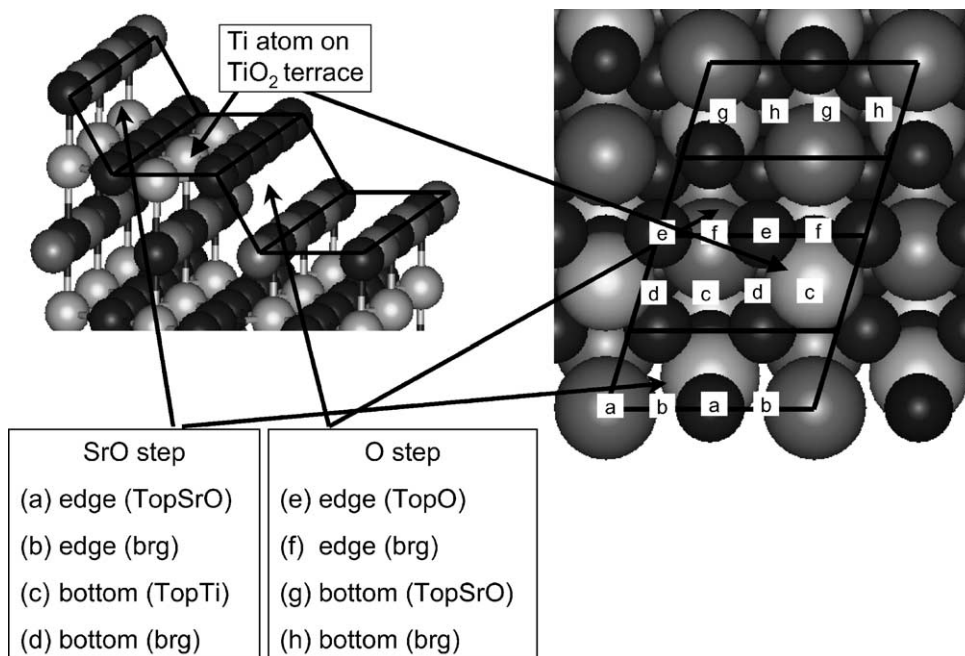 Ti atom on
TiO₂ terrace
g h g h
e f e f
d c d c
a b a b
SrO step
(a) edge (TopSrO)
(b) edge (brg)
(c) bottom (TopTi)
(d) bottom (brg)
O step
(e) edge (TopO)
(f) edge (brg)
(g) bottom (TopSrO)
(h) bottom (brg)